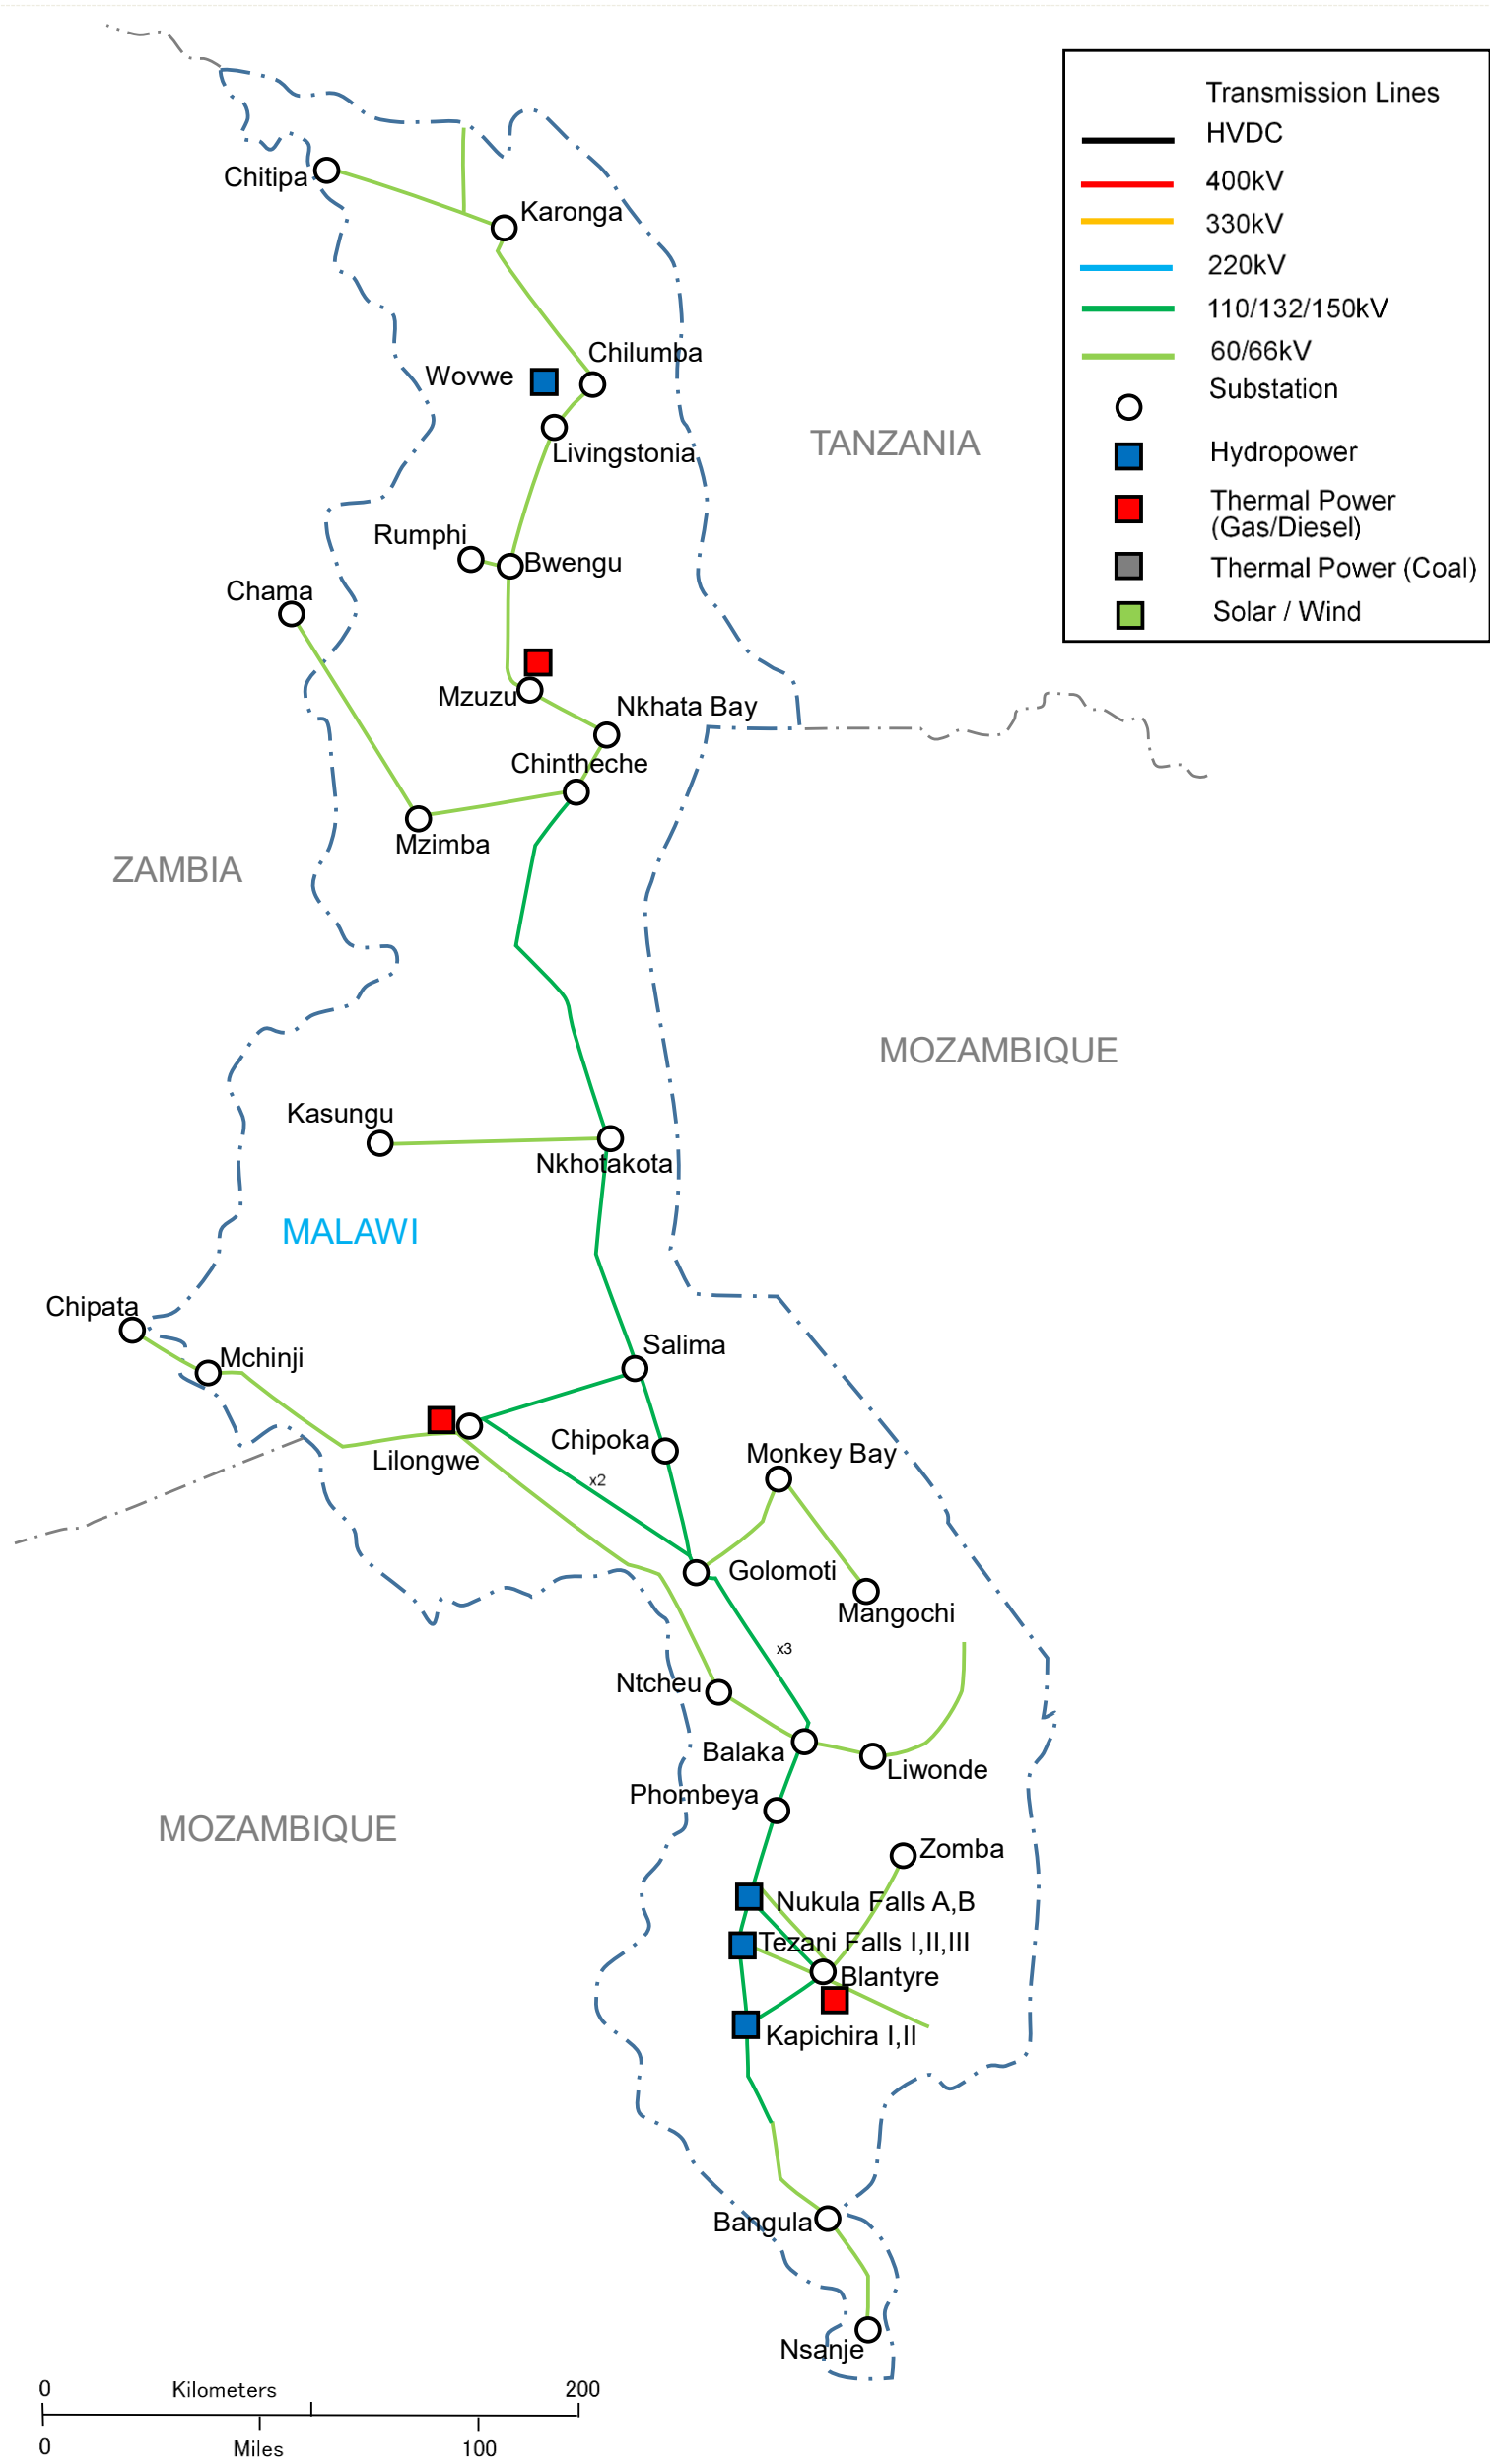 Transmission Lines
HVDC
400kV
330kV
220kV
110/132/150kV
60/66kV
Substation
Hydropower
Thermal Power
(Gas/Diesel)
Thermal Power (Coal)
Solar / Wind
Chitipa
Karonga
Chilumba
Wovwe
Livingstonia
TANZANIA
Rumphi
Bwengu
Chama
Mzuzu
Nkhata Bay
Chintheche
Mzimba
ZAMBIA
MOZAMBIQUE
Kasungu
Nkhotakota
MALAWI
Chipata
Mchinji
Salima
Lilongwe
Chipoka
x2
Monkey Bay
Golomoti
Mangochi
x3
Ntcheu
Balaka
Liwonde
Phombeya
MOZAMBIQUE
Zomba
Nukula Falls A,B
Tezani Falls I,II,III
Blantyre
Kapichira I,II
Bangula
Nsanje
0 Kilometers 200
0 Miles 100